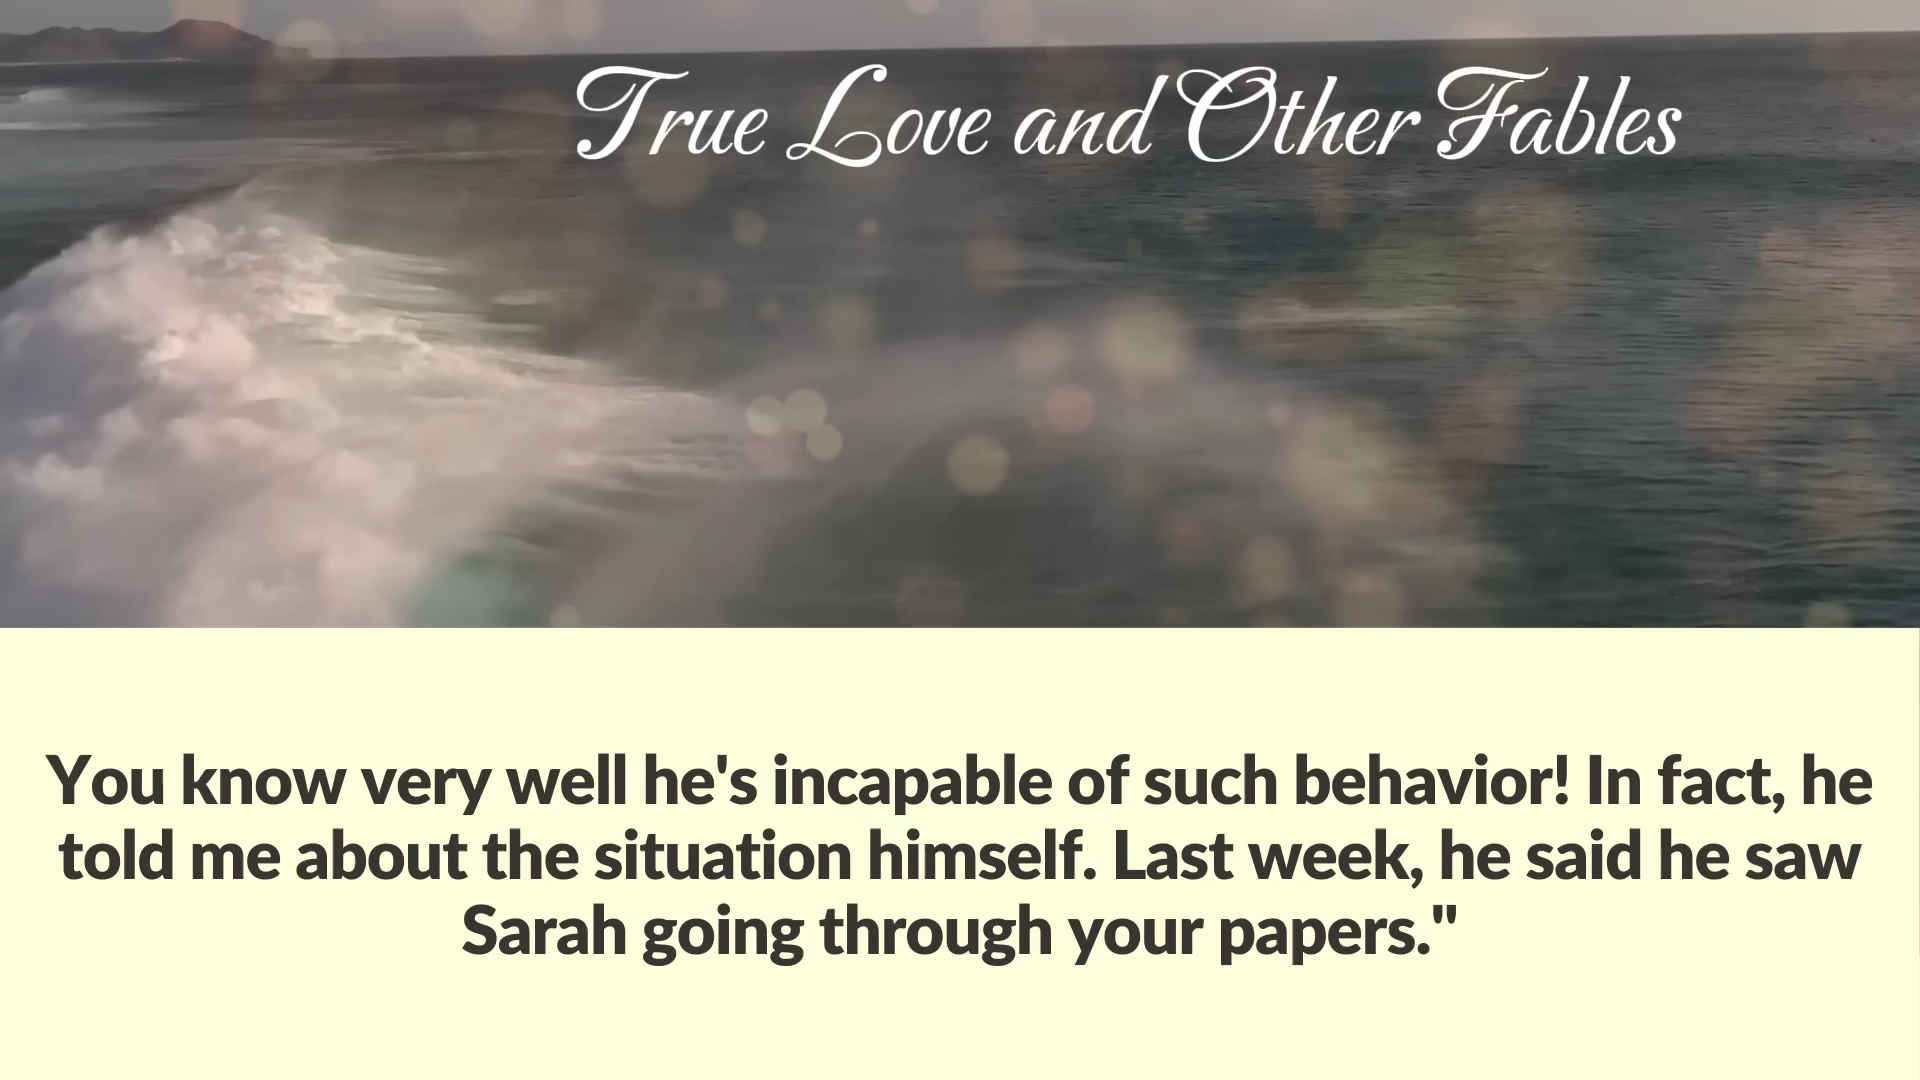 True Love and Other Fables
You know very well he's incapable of such behavior! In fact, he
told me about the situation himself. Last week, he said he saw
Sarah going through your papers."